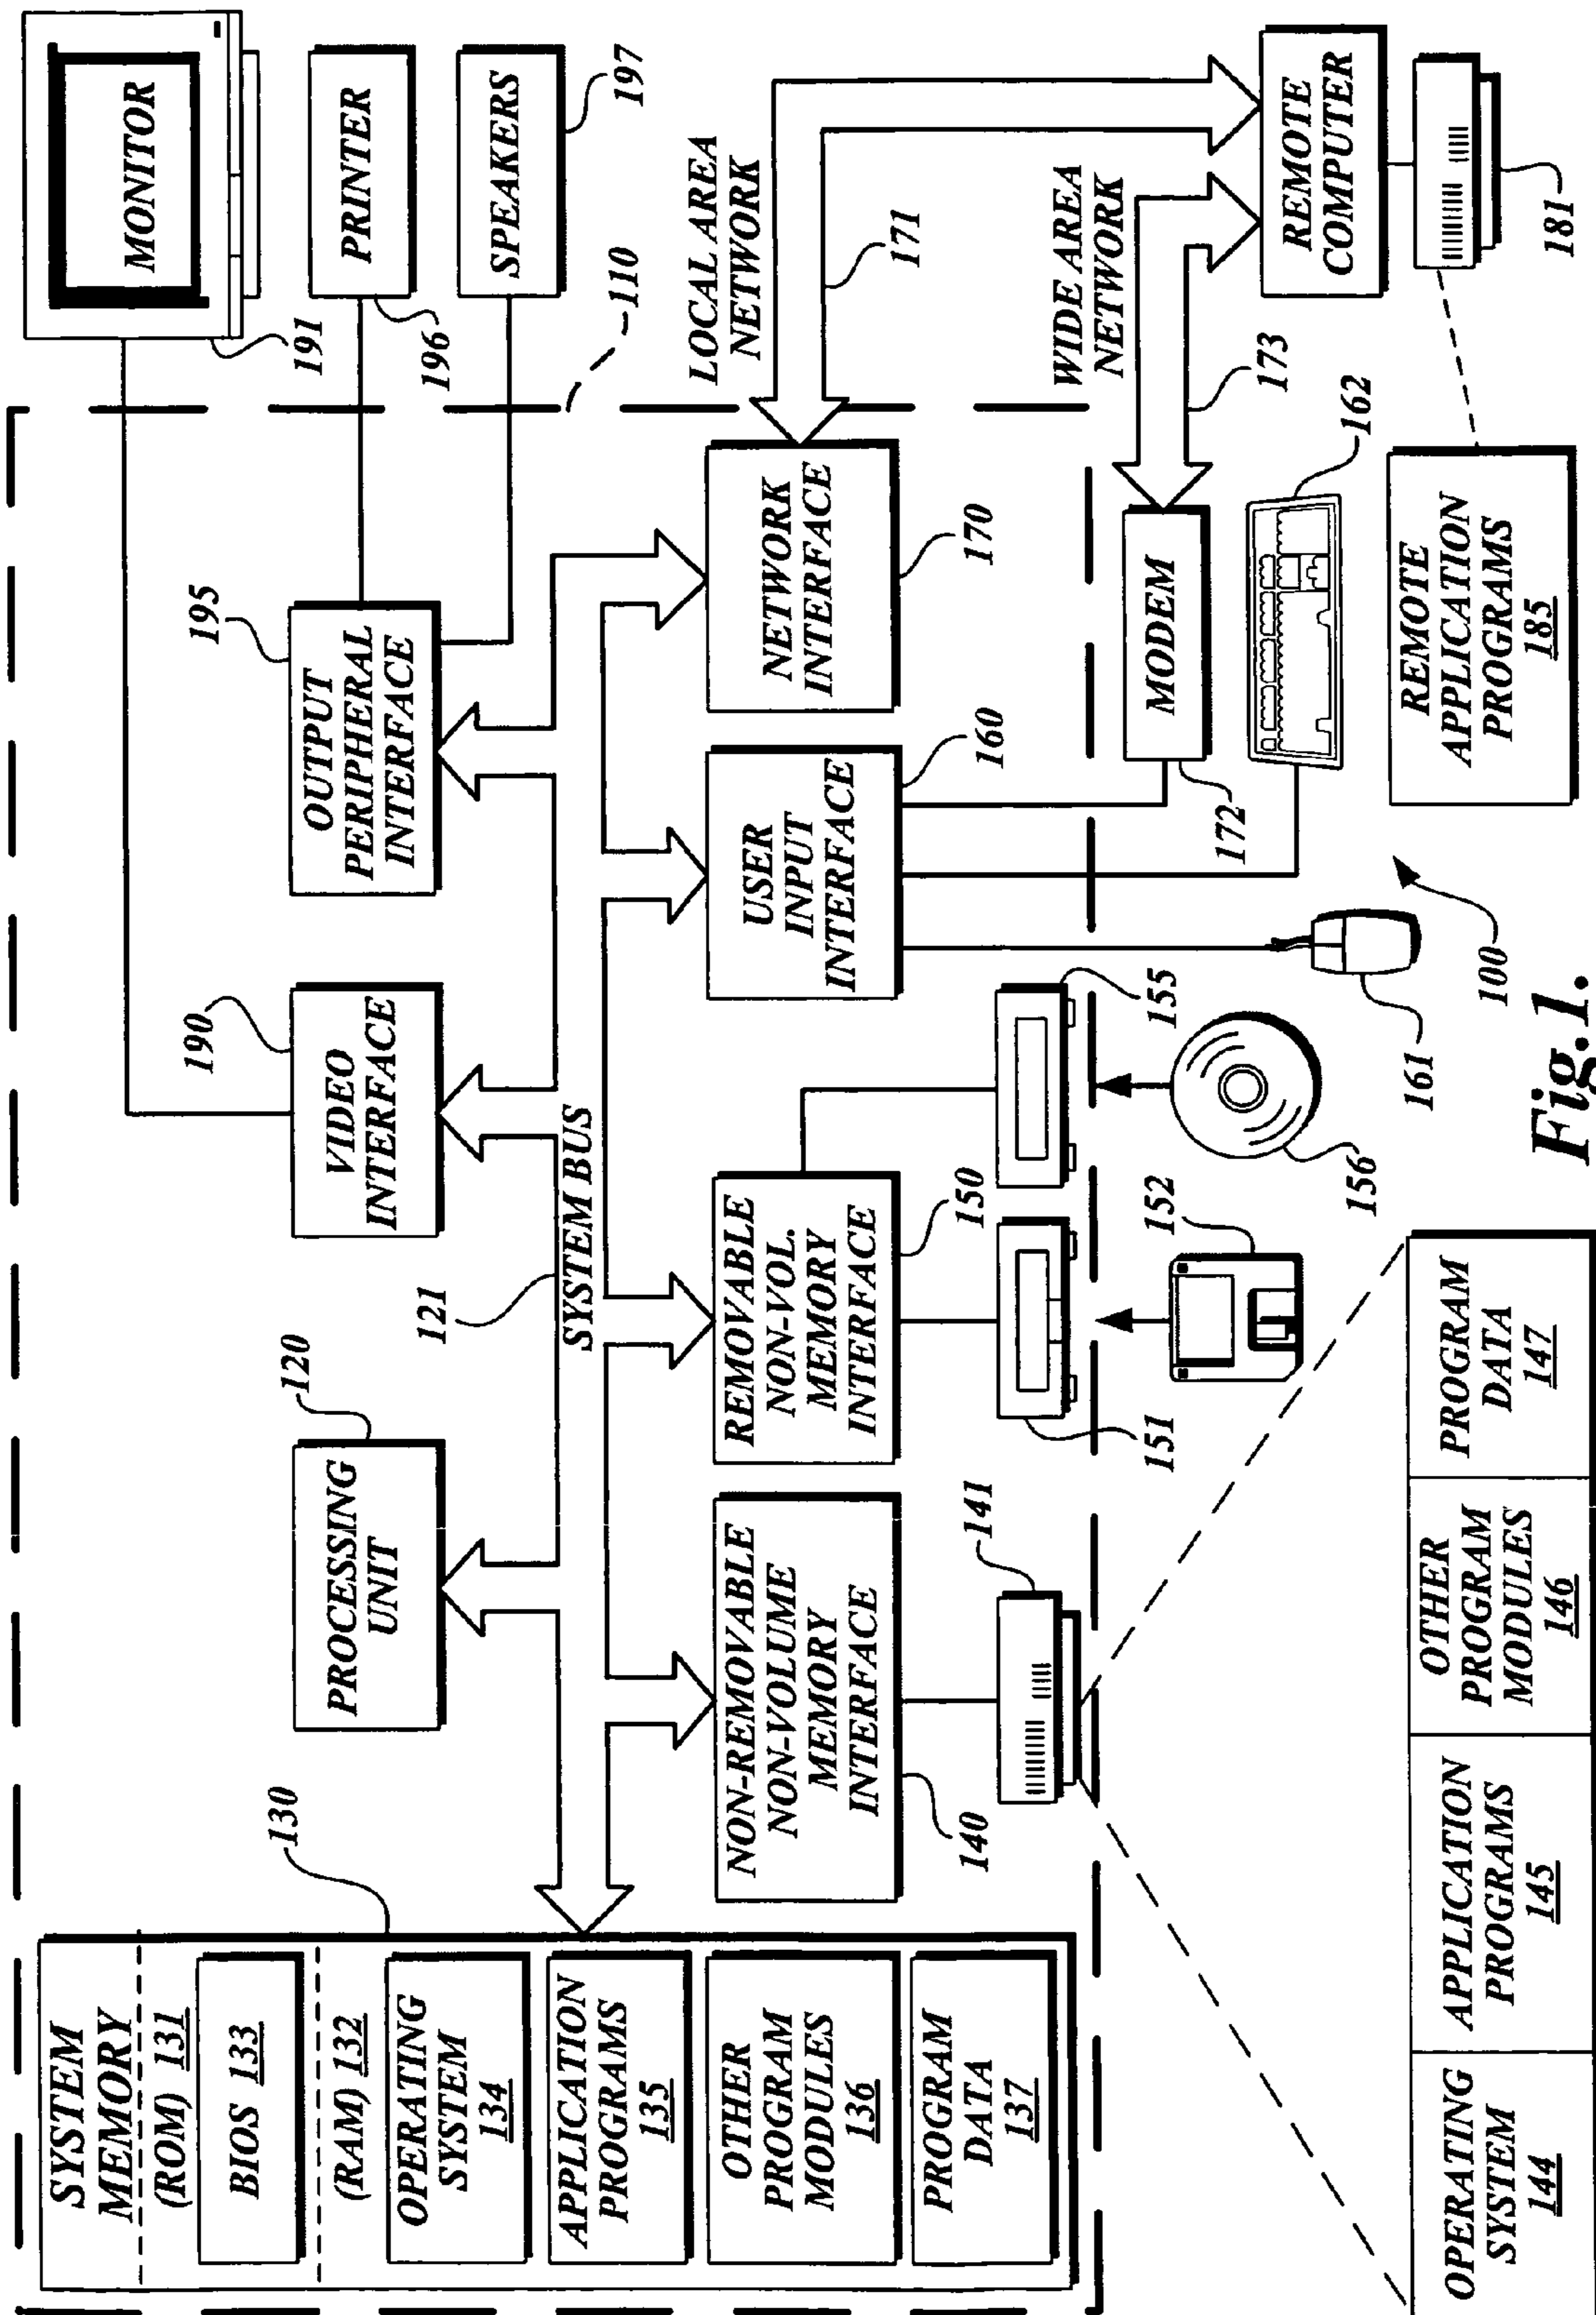 SYSTEM
MEMORY
(ROM) 131
BIOS 133
(RAM) 132
OPERATING
SYSTEM
134
APPLICATION
PROGRAMS
135
OTHER
PROGRAM
MODULES
136
PROGRAM
DATA
137
130
PROCESSING
UNIT
120
121
SYSTEM BUS
190
VIDEO
INTERFACE
195
OUTPUT
PERIPHERAL
INTERFACE
MONITOR
191
PRINTER
196
SPEAKERS
197
110
NON-REMOVABLE
NON-VOLUME
MEMORY
INTERFACE
140
141
REMOVABLE
NON-VOL.
MEMORY
INTERFACE
150
151
152
155
156
USER
INPUT
INTERFACE
160
NETWORK
INTERFACE
170
LOCAL AREA
NETWORK
171
WIDE AREA
NETWORK
173
MODEM
172
162
161
REMOTE
COMPUTER
181
REMOTE
APPLICATION
PROGRAMS
185
100
OPERATING
SYSTEM
144
APPLICATION
PROGRAMS
145
OTHER
PROGRAM
MODULES
146
PROGRAM
DATA
147
Fig.1.